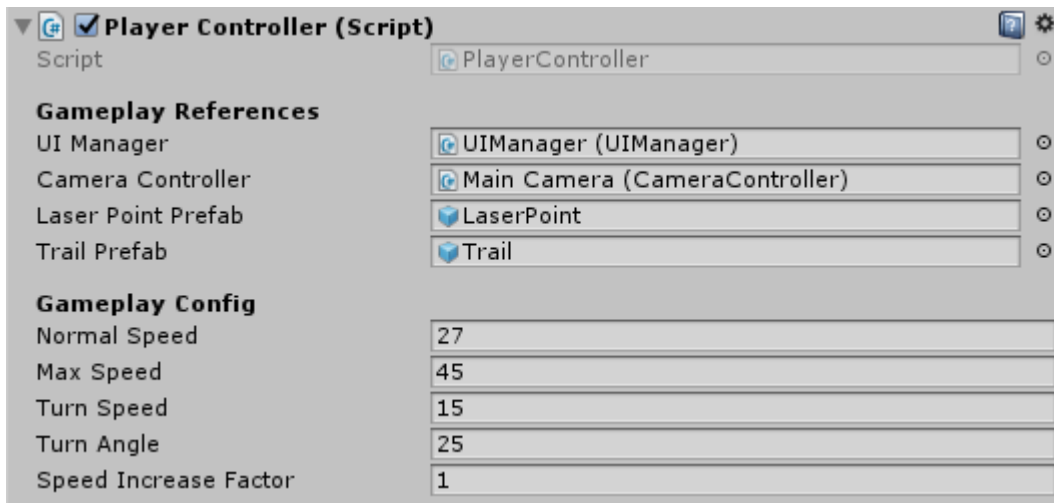 Player Controller (Script)
Script PlayerController
Gameplay References
UI Manager UIManager (UIManager)
Camera Controller Main Camera (CameraController)
Laser Point Prefab LaserPoint
Trail Prefab Trail
Gameplay Config
Normal Speed 27
Max Speed 45
Turn Speed 15
Turn Angle 25
Speed Increase Factor 1